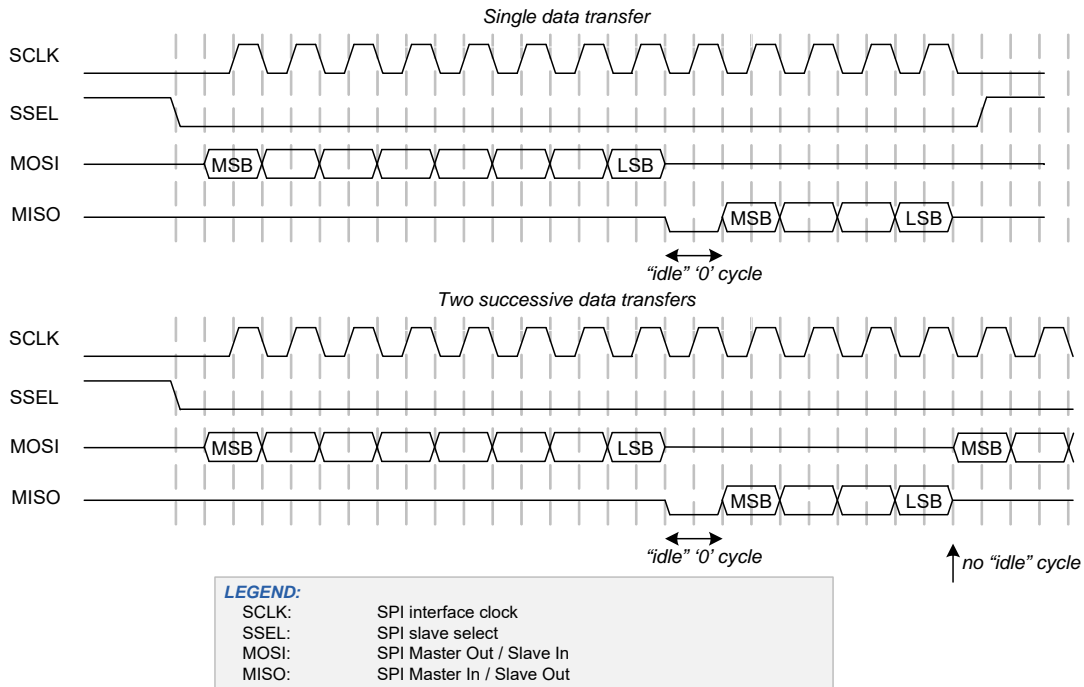 Single data transfer
SCLK
SSEL
MOSI
MSB LSB
MISO
MSB LSB
“idle” ‘0’ cycle
Two successive data transfers
SCLK
SSEL
MOSI
MSB LSB MSB
MISO
MSB LSB
“idle” ‘0’ cycle
no “idle” cycle
LEGEND:
SCLK: SPI interface clock
SSEL: SPI slave select
MOSI: SPI Master Out / Slave In
MISO: SPI Master In / Slave Out